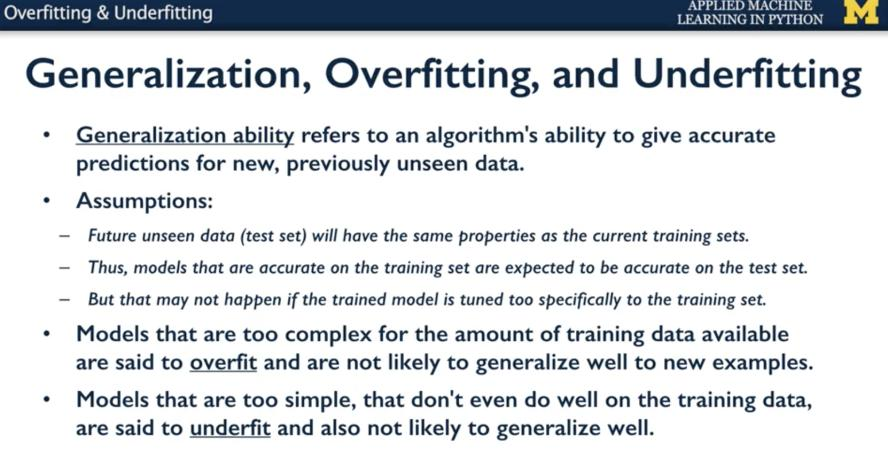 Overfitting & Underfitting
APPLIED MACHINE
LEARNING IN PYTHON
M
Generalization, Overfitting, and Underfitting
• Generalization ability refers to an algorithm's ability to give accurate
predictions for new, previously unseen data.
• Assumptions:
– Future unseen data (test set) will have the same properties as the current training sets.
– Thus, models that are accurate on the training set are expected to be accurate on the test set.
– But that may not happen if the trained model is tuned too specifically to the training set.
• Models that are too complex for the amount of training data available
are said to overfit and are not likely to generalize well to new examples.
• Models that are too simple, that don't even do well on the training data,
are said to underfit and also not likely to generalize well.